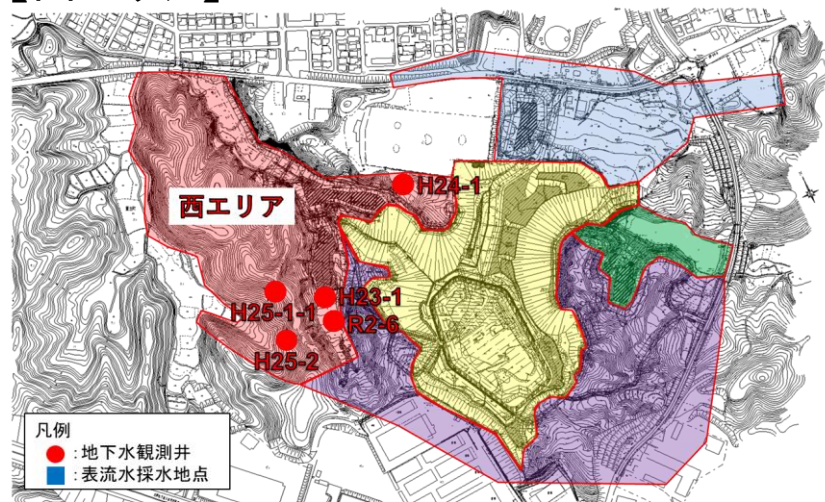 H24-1
西エリア
H25-1-1
H23-1
R2-6
H25-2
凡例
：地下水観測井
：表流水採水地点